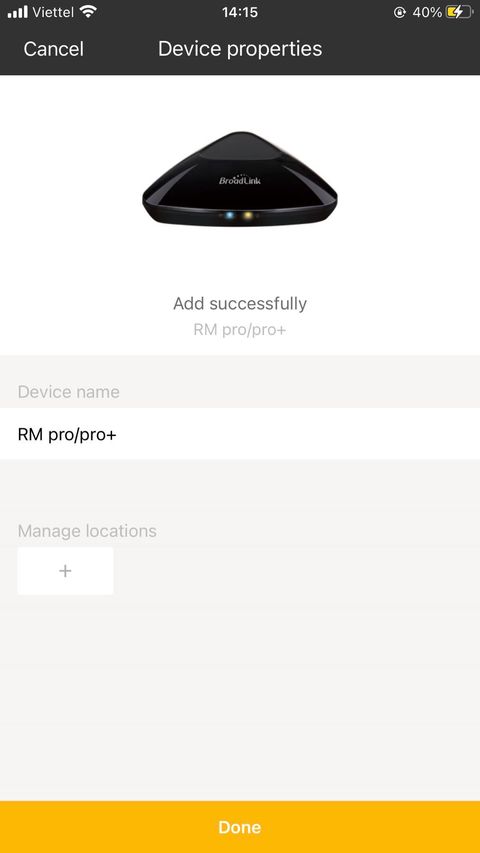 Viettel 14:15 40%
Cancel Device properties
BroadLink
Add successfully
RM pro/pro+
Device name
RM pro/pro+
Manage locations
+
Done